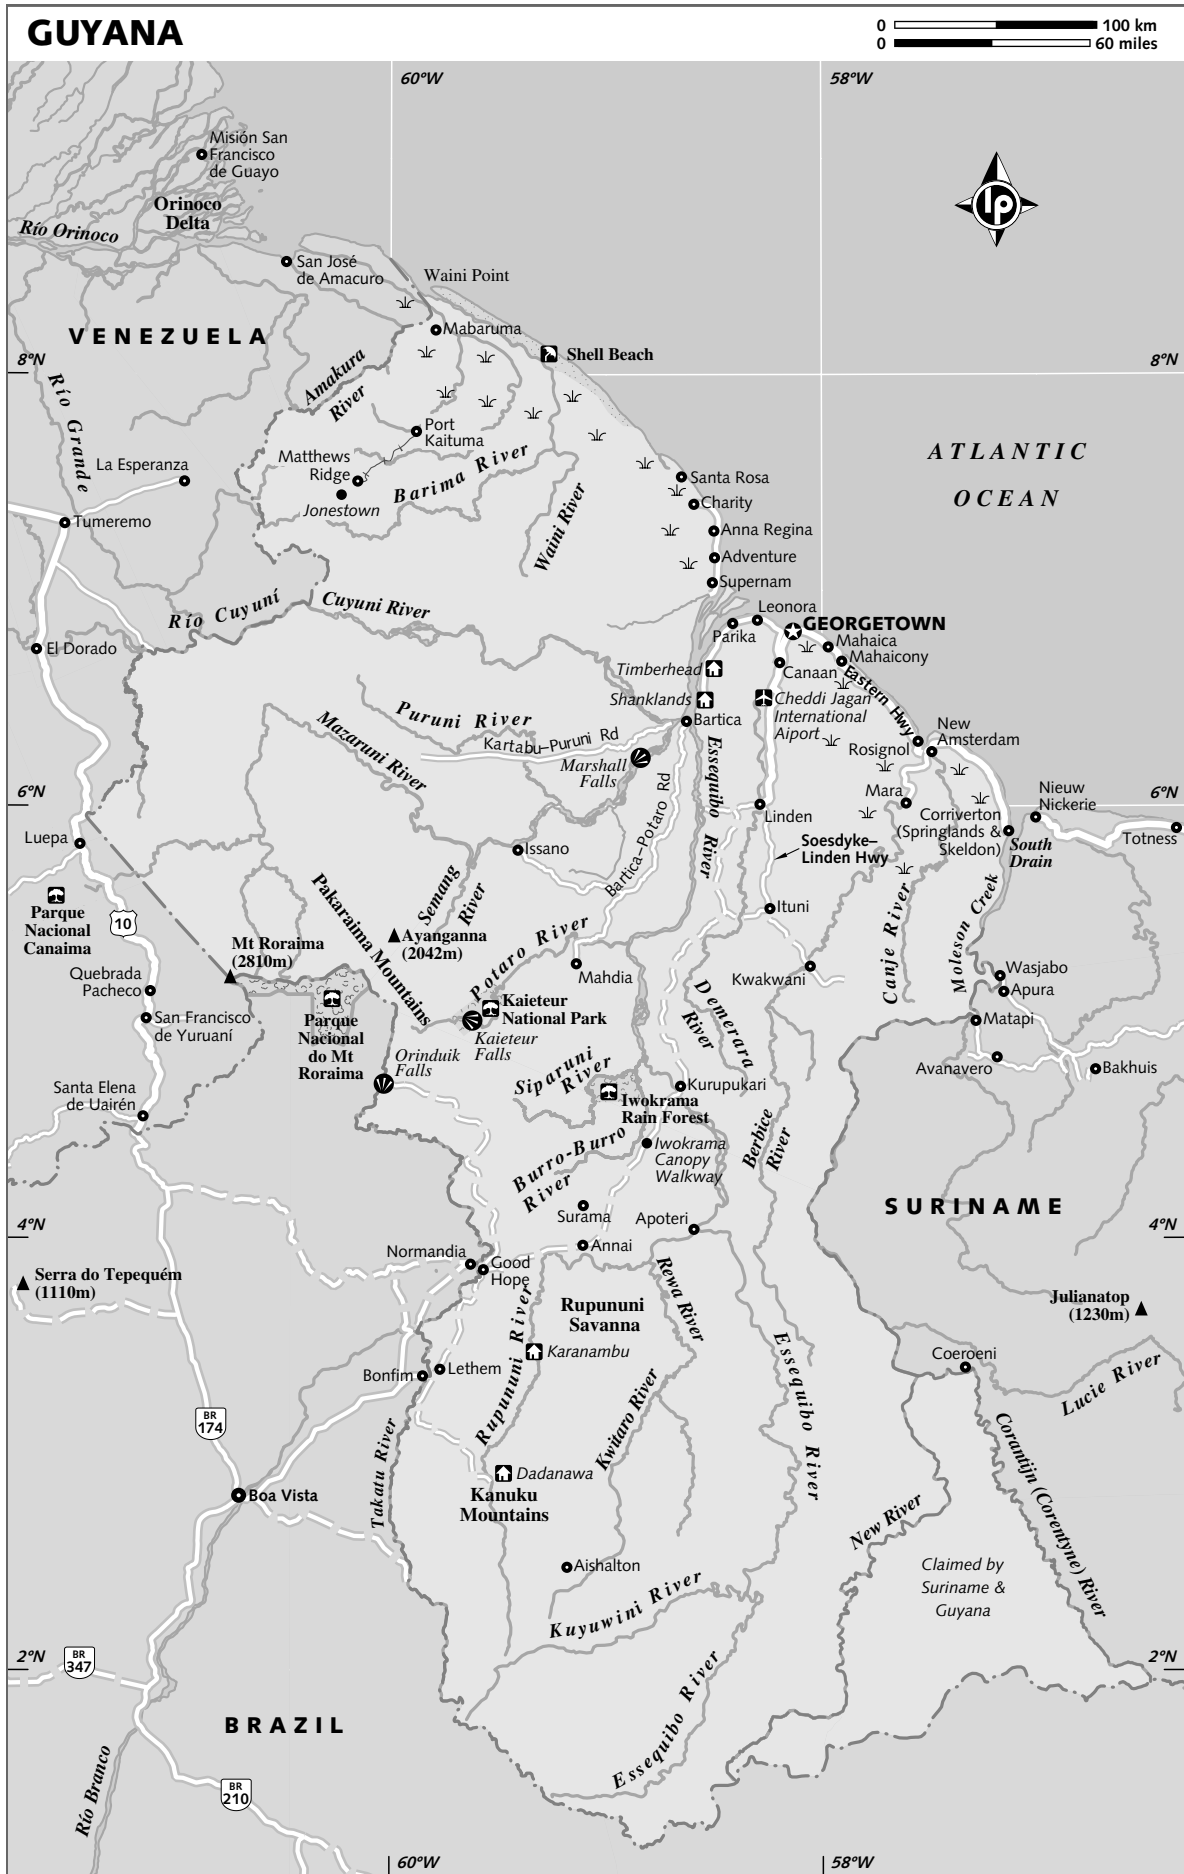 GUYANA
0
100 km
0
60 miles
60°W
58°W
Misión San
Francisco
de Guayo
Orinoco
Delta
Río Orinoco
San José
de Amacuro
Waini Point
VENEZUELA
Mabaruma
Shell Beach
8°N
8°N
Amakura
River
Río Grande
Port
Kaituma
ATLANTIC
OCEAN
Matthews
Ridge
La Esperanza
Barima River
Santa Rosa
Jonestown
Charity
Waini River
Tumeremo
Anna Regina
Adventure
Supernam
Río Cuyuní
Cuyuni River
Leonora
GEORGETOWN
Parika
Mahaica
El Dorado
Mahaicony
Timberhead
Canaan
Eastern Hwy
Shanklands
Cheddi Jagan
International
Aiport
Puruni River
Bartica
Mazaruni River
Kartabu–Puruni Rd
New
Amsterdam
Rosignol
Marshall
Falls
Essequibo River
Bartica–Potaro Rd
Mara
Nieuw
Nickerie
6°N
6°N
Linden
Corriverton
(Springlands &
Skeldon)
Totness
Luepa
Soesdyke–
Linden Hwy
South
Drain
Issano
Pakaraima Mountains
Semang
River
Parque
Nacional
Canaima
10
Ituni
Canje River
Moleson Creek
Ayanganna
(2042m)
Mt Roraima
(2810m)
Potaro River
Mahdia
Kwakwani
Wasjabo
Quebrada
Pacheco
Apura
Demerara
River
Kaieteur
National Park
San Francisco
de Yuruaní
Parque
Nacional
do Mt
Roraima
Kaieteur
Falls
Matapi
Orinduik
Falls
Siparuni
River
Avanavero
Bakhuis
Santa Elena
de Uairén
Kurupukari
Iwokrama
Rain Forest
Berbice
River
Burro-Burro
River
Iwokrama
Canopy
Walkway
SURINAME
Surama
Apoteri
4°N
4°N
Normandia
Annai
Good
Hope
Serra do Tepequém
(1110m)
Rewa River
Julianatop
(1230m)
Rupununi
Savanna
Rupununi River
Karanambu
Essequibo River
Coeroeni
Bonfim
Lethem
Lucie River
Kwitaro River
BR
174
Corantijn (Corentyne) River
Takatu River
Dadanawa
Boa Vista
Kanuku
Mountains
New River
Aishalton
Claimed by
Suriname &
Guyana
Kuyuwini River
2°N
BR
347
2°N
Essequibo River
BRAZIL
Río Branco
BR
210
60°W
58°W
lp